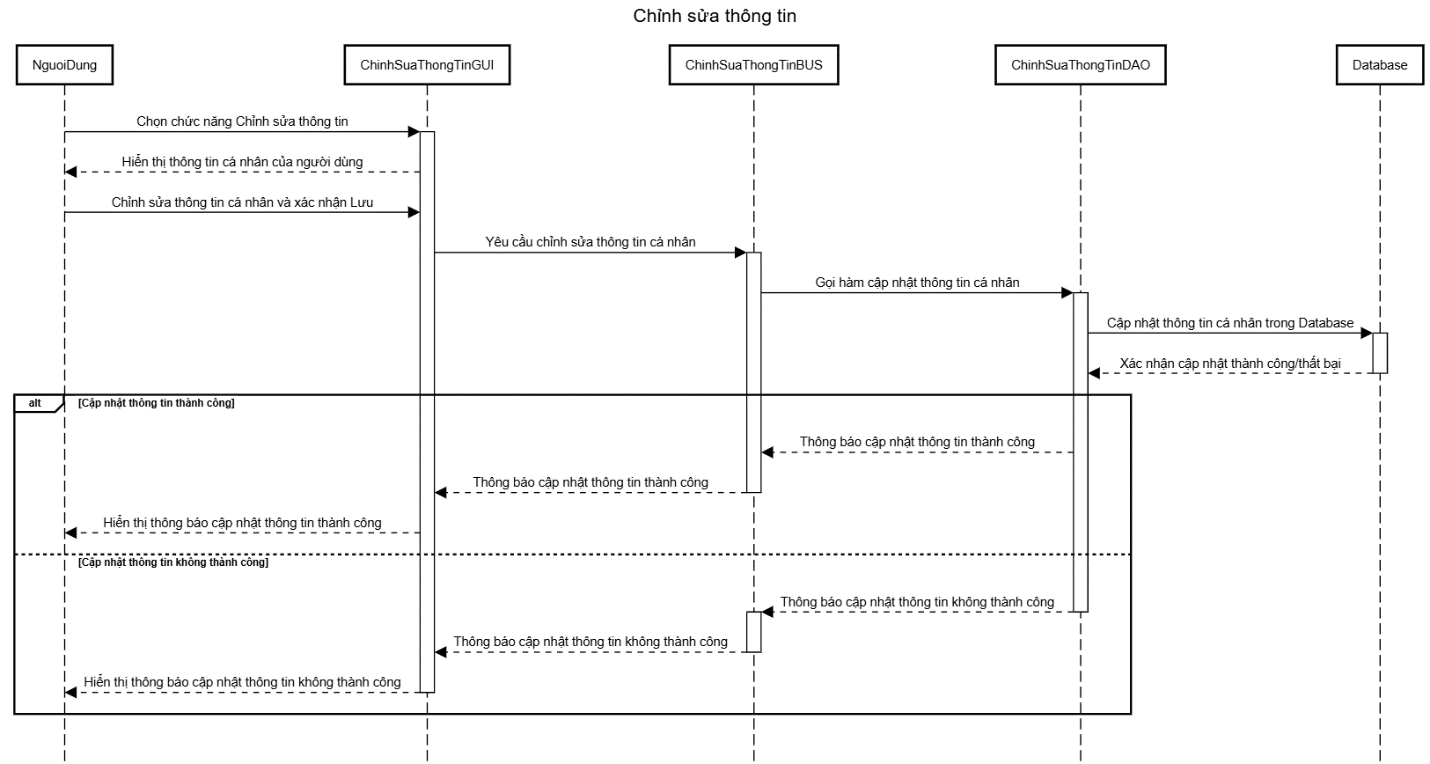 Chỉnh sửa thông tin
NguoiDung
ChinhSuaThongTinGUI
ChinhSuaThongTinBUS
ChinhSuaThongTinDAO
Database
Chọn chức năng Chỉnh sửa thông tin
Hiển thị thông tin cá nhân của người dùng
Chỉnh sửa thông tin cá nhân và xác nhận Lưu
Yêu cầu chỉnh sửa thông tin cá nhân
Gọi hàm cập nhật thông tin cá nhân
Cập nhật thông tin cá nhân trong Database
Xác nhận cập nhật thành công/thất bại
alt
[Cập nhật thông tin thành công]
Thông báo cập nhật thông tin thành công
Thông báo cập nhật thông tin thành công
Hiển thị thông báo cập nhật thông tin thành công
[Cập nhật thông tin không thành công]
Thông báo cập nhật thông tin không thành công
Thông báo cập nhật thông tin không thành công
Hiển thị thông báo cập nhật thông tin không thành công